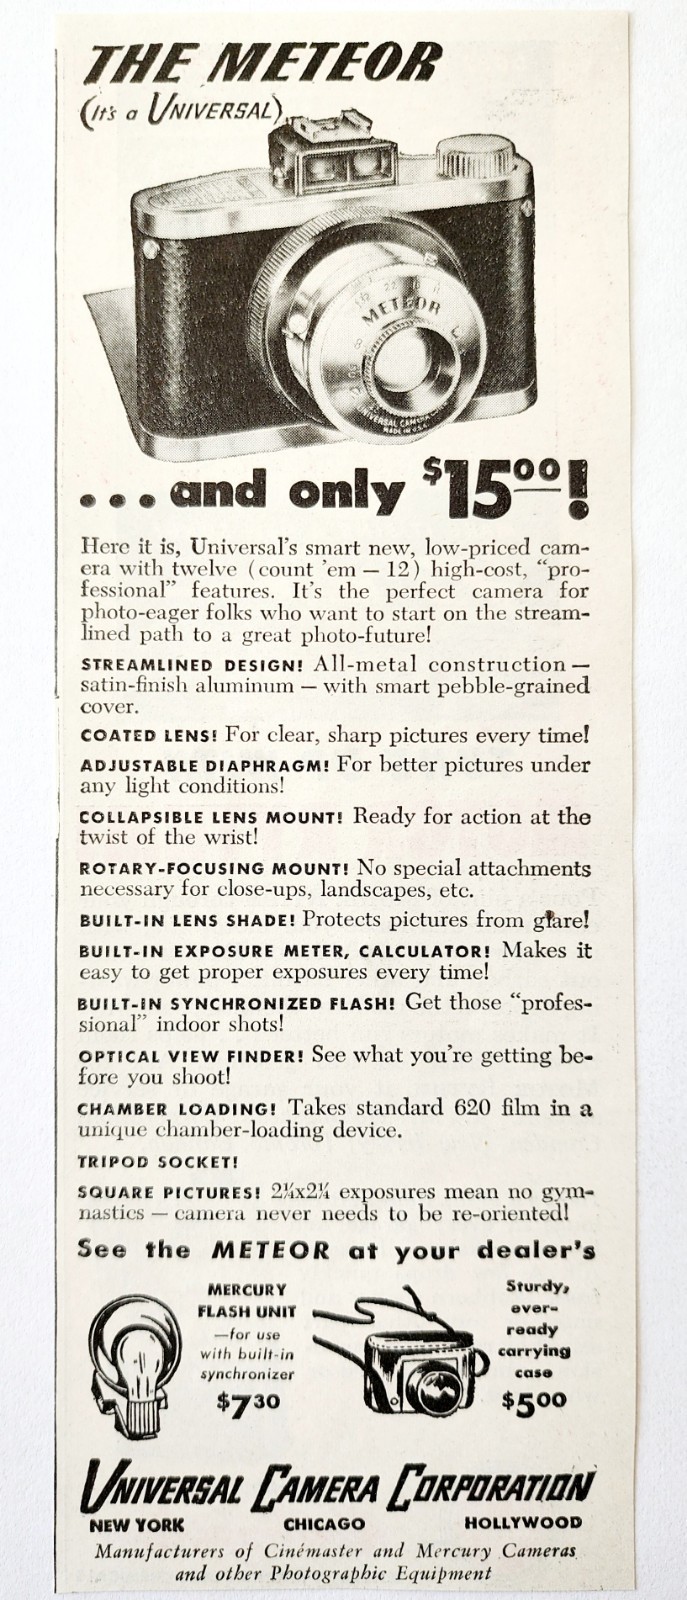 THE METEOR
(It's a UNIVERSAL)
METEOR
UNIVERSAL CAMERA
MADE IN U.S.A.
...and only $15.00!
Here it is, Universal's smart new, low-priced cam-
era with twelve (count 'em — 12) high-cost, "pro-
fessional" features. It's the perfect camera for
photo-eager folks who want to start on the stream-
lined path to a great photo-future!
STREAMLINED DESIGN! All-metal construction —
satin-finish aluminum — with smart pebble-grained
cover.
COATED LENS! For clear, sharp pictures every time!
ADJUSTABLE DIAPHRAGM! For better pictures under
any light conditions!
COLLAPSIBLE LENS MOUNT! Ready for action at the
twist of the wrist!
ROTARY-FOCUSING MOUNT! No special attachments
necessary for close-ups, landscapes, etc.
BUILT-IN LENS SHADE! Protects pictures from glare!
BUILT-IN EXPOSURE METER, CALCULATOR! Makes it
easy to get proper exposures every time!
BUILT-IN SYNCHRONIZED FLASH! Get those "profes-
sional" indoor shots!
OPTICAL VIEW FINDER! See what you're getting be-
fore you shoot!
CHAMBER LOADING! Takes standard 620 film in a
unique chamber-loading device.
TRIPOD SOCKET!
SQUARE PICTURES! 2¼x2¼ exposures mean no gym-
nastics — camera never needs to be re-oriented!
See the METEOR at your dealer's
MERCURY
FLASH UNIT
—for use
with built-in
synchronizer
$7.30
Sturdy,
ever-
ready
carrying
case
$5.00
UNIVERSAL CAMERA CORPORATION
NEW YORK CHICAGO HOLLYWOOD
Manufacturers of Cinémaster and Mercury Cameras
and other Photographic Equipment